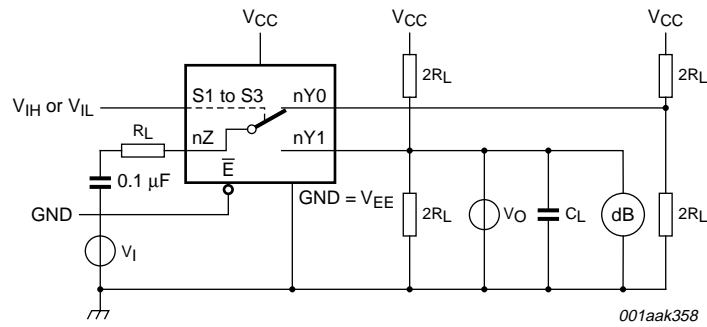 VCC VCC VCC
2RL 2RL
S1 to S3 nY0
VIH or VIL
RL nZ nY1
E
0.1 μF
GND = VEE
GND 2RL VO CL dB 2RL
VI
001aak358